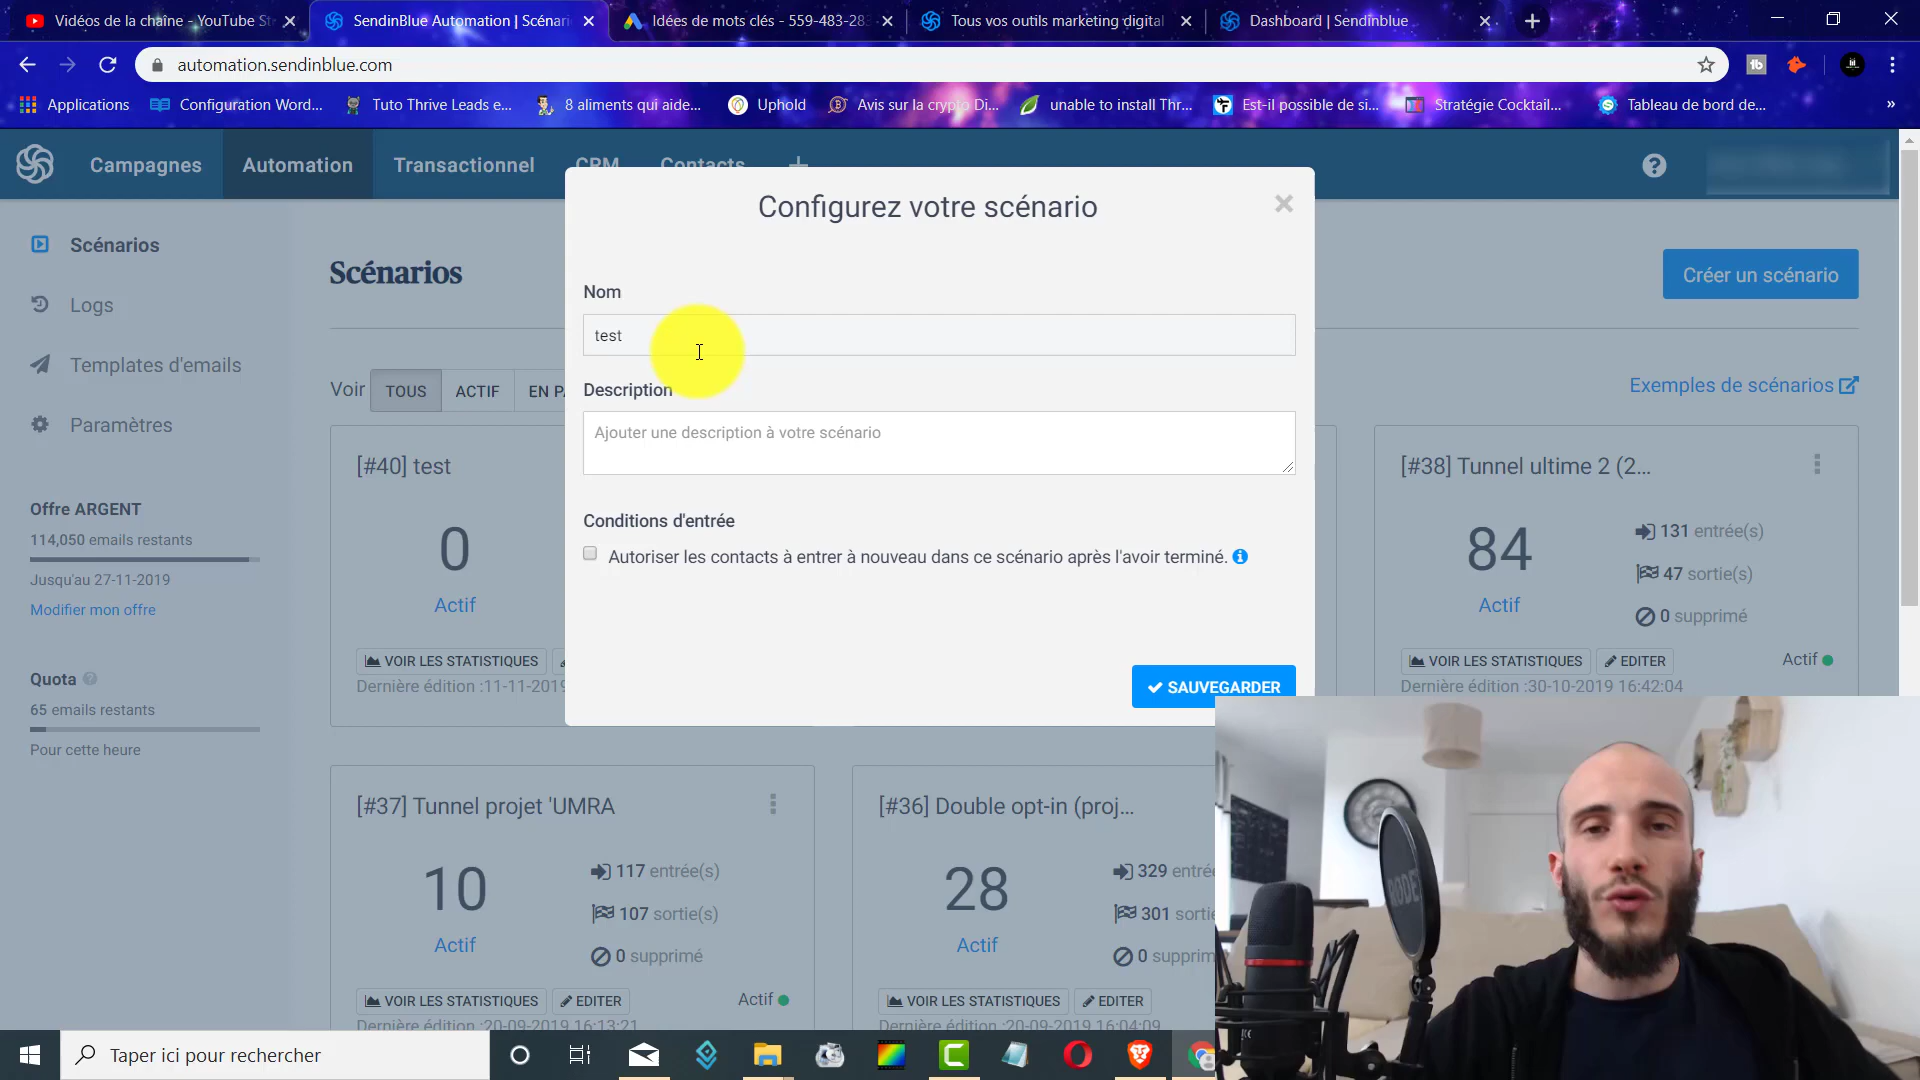 Vidéos de la chaîne - YouTube St
SendinBlue Automation | Scénari
Idées de mots clés - 559-483-283
Tous vos outils marketing digital
Dashboard | Sendinblue
automation.sendinblue.com
Applications
Configuration Word...
Tuto Thrive Leads e...
8 aliments qui aide...
Uphold
Avis sur la crypto Di...
unable to install Thr...
Est-il possible de si...
Stratégie Cocktail...
Tableau de bord de...
Campagnes
Automation
Transactionnel
CRM
Contacts
Configurez votre scénario
Scénarios
Logs
Templates d'emails
Paramètres
Offre ARGENT
114,050 emails restants
Jusqu'au 27-11-2019
Modifier mon offre
Quota
65 emails restants
Pour cette heure
Scénarios
Créer un scénario
Voir
TOUS
ACTIF
EN PA
Exemples de scénarios
Nom
test
Description
Ajouter une description à votre scénario
Conditions d'entrée
Autoriser les contacts à entrer à nouveau dans ce scénario après l'avoir terminé.
SAUVEGARDER
[#40] test
0
Actif
VOIR LES STATISTIQUES
Dernière édition :11-11-2019
[#38] Tunnel ultime 2 (2...
84
Actif
131 entrée(s)
47 sortie(s)
0 supprimé
VOIR LES STATISTIQUES
EDITER
Actif
Dernière édition :30-10-2019 16:42:04
[#37] Tunnel projet 'UMRA
10
Actif
117 entrée(s)
107 sortie(s)
0 supprimé
VOIR LES STATISTIQUES
EDITER
Actif
Dernière édition :20-09-2019 16:13:21
[#36] Double opt-in (proj...
28
Actif
329 entrée
301 sorti
0 supprim
VOIR LES STATISTIQUES
EDITER
Dernière édition :20-09-2019 16:04:09
RODE
Taper ici pour rechercher